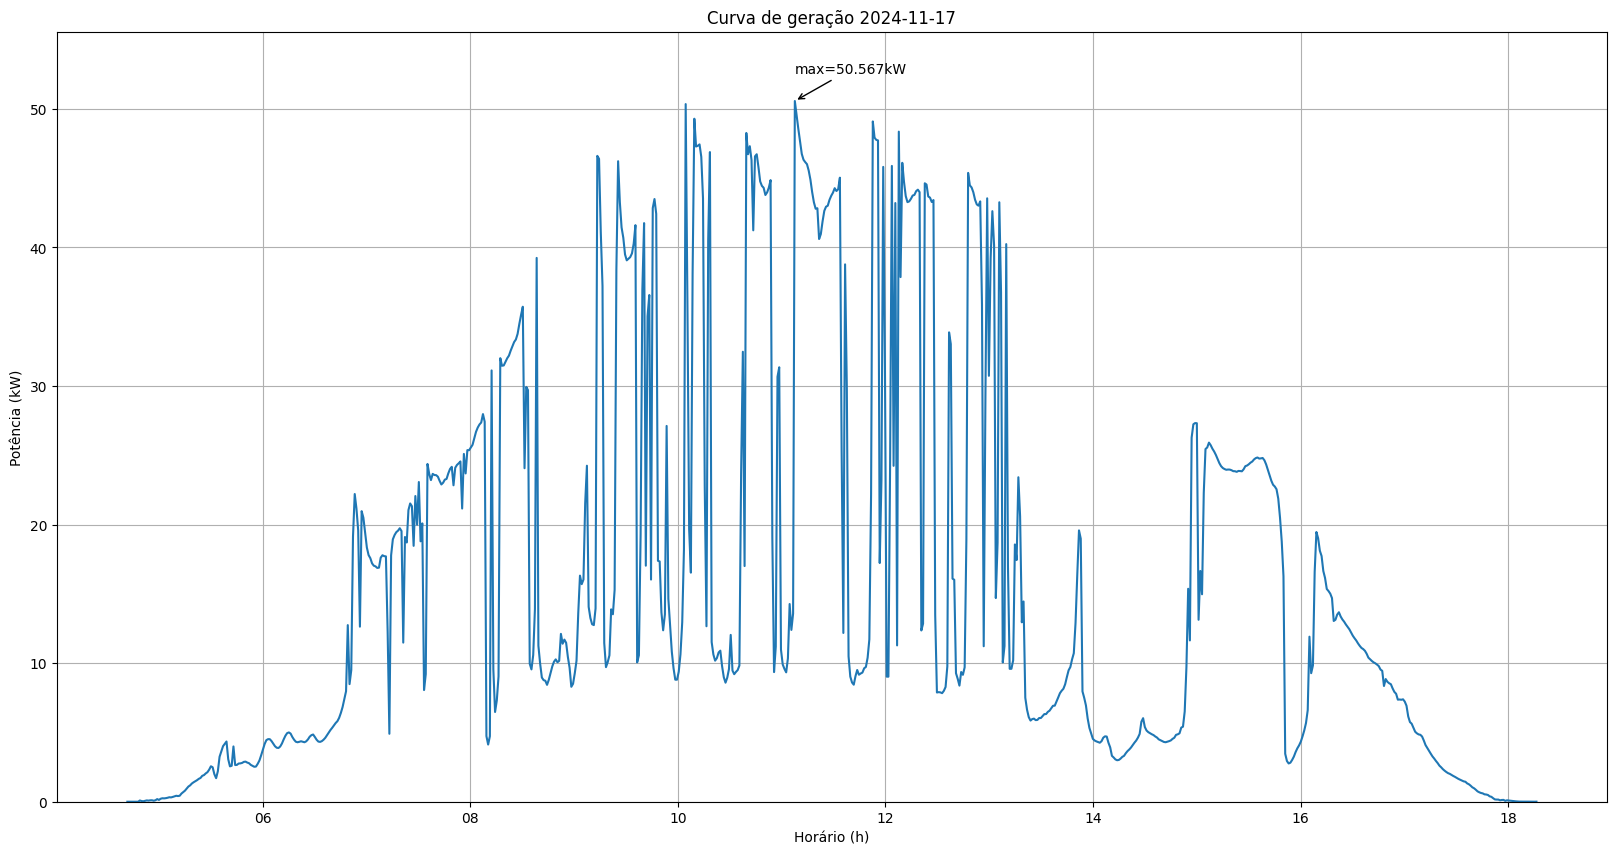 Curva de geração 2024-11-17
max=50.567kW
50
40
30
20
10
0
Potência (kW)
06 08 10 12 14 16 18
Horário (h)